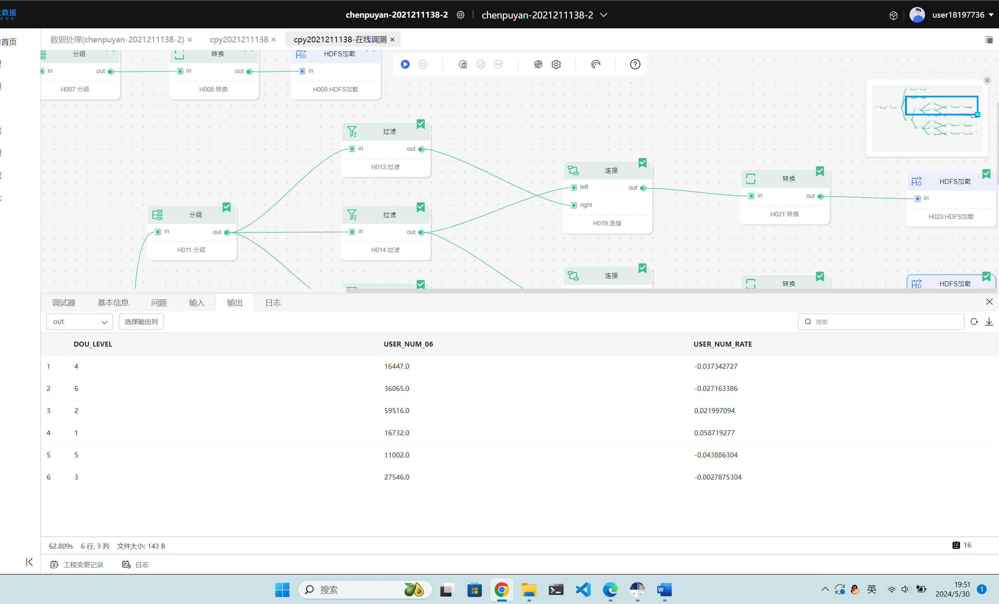 大数据
ONG
chenpuyan-2021211138-2
chenpuyan-2021211138-2
user18197736
首页
数据处理(chenpuyan-2021211138-2)
cpy2021211138
cpy2021211138-在线调测
分组
in
out
H007:分组
转换
in
out
H008:转换
HD
HDFS加载
in
H009:HDFS加载
过滤
in
out
H013:过滤
分组
in
out
H011:分组
过滤
in
out
H014:过滤
连接
left
out
right
H019:连接
转换
in
out
H021:转换
HD
HDFS加载
in
H023:HDFS加载
连接
转换
HD
HDFS加载
调试器
基本信息
问题
输入
输出
日志
out
选择输出列
搜索
DOU_LEVEL
USER_NUM_06
USER_NUM_RATE
1 4 16447.0 -0.037342727
2 6 36065.0 -0.027163386
3 2 59516.0 0.021997094
4 1 16732.0 0.058719277
5 5 11002.0 -0.043886304
6 3 27546.0 -0.0027875304
62.809s 6 行, 3 列 文件大小: 143 B
16
工程变更记录
日志
搜索
英
19:51
2024/5/30
1